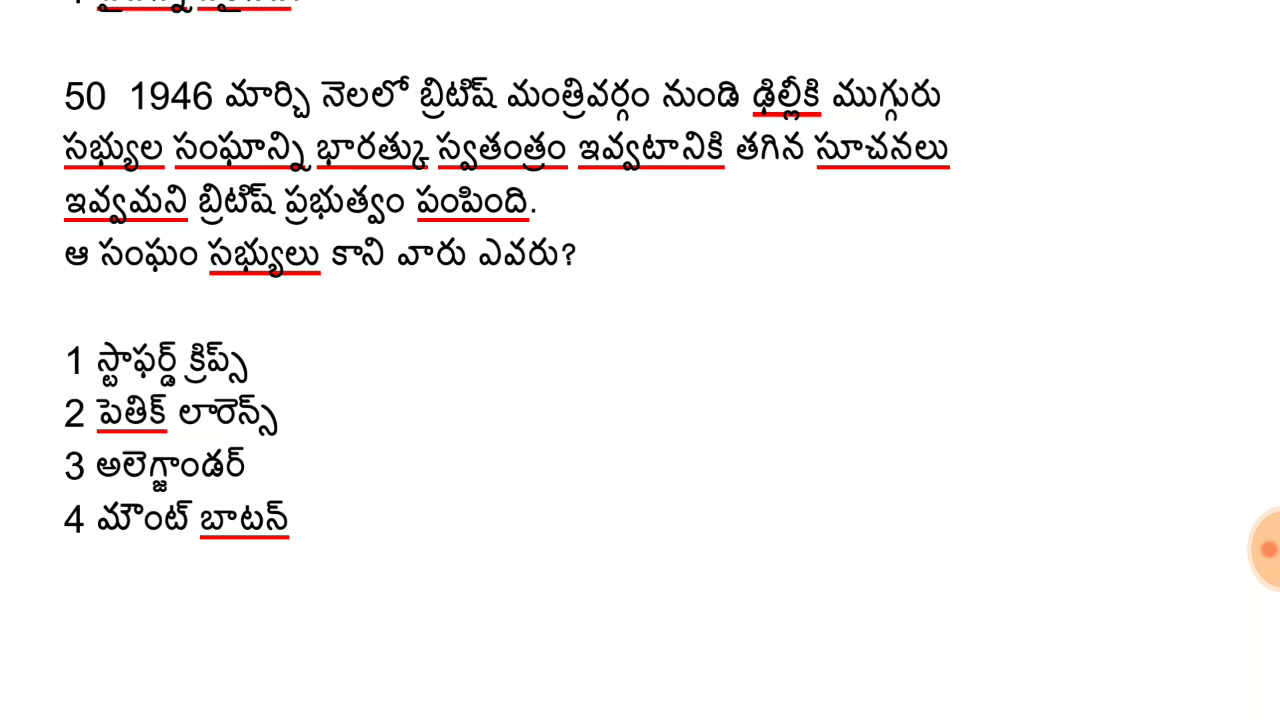 50 1946 మార్చి నెలలో బ్రిటిష్ మంత్రివర్గం నుండి ఢిల్లీకి ముగ్గురు
సభ్యుల సంఘాన్ని భారత్కు స్వతంత్రం ఇవ్వటానికి తగిన సూచనలు
ఇవ్వమని బ్రిటిష్ ప్రభుత్వం పంపింది.
ఆ సంఘం సభ్యులు కాని వారు ఎవరు?
1 స్టాఫర్డ్ క్రిప్స్
2 పెతిక్ లారెన్స్
3 అలెగ్జాండర్
4 మౌంట్ బాటన్